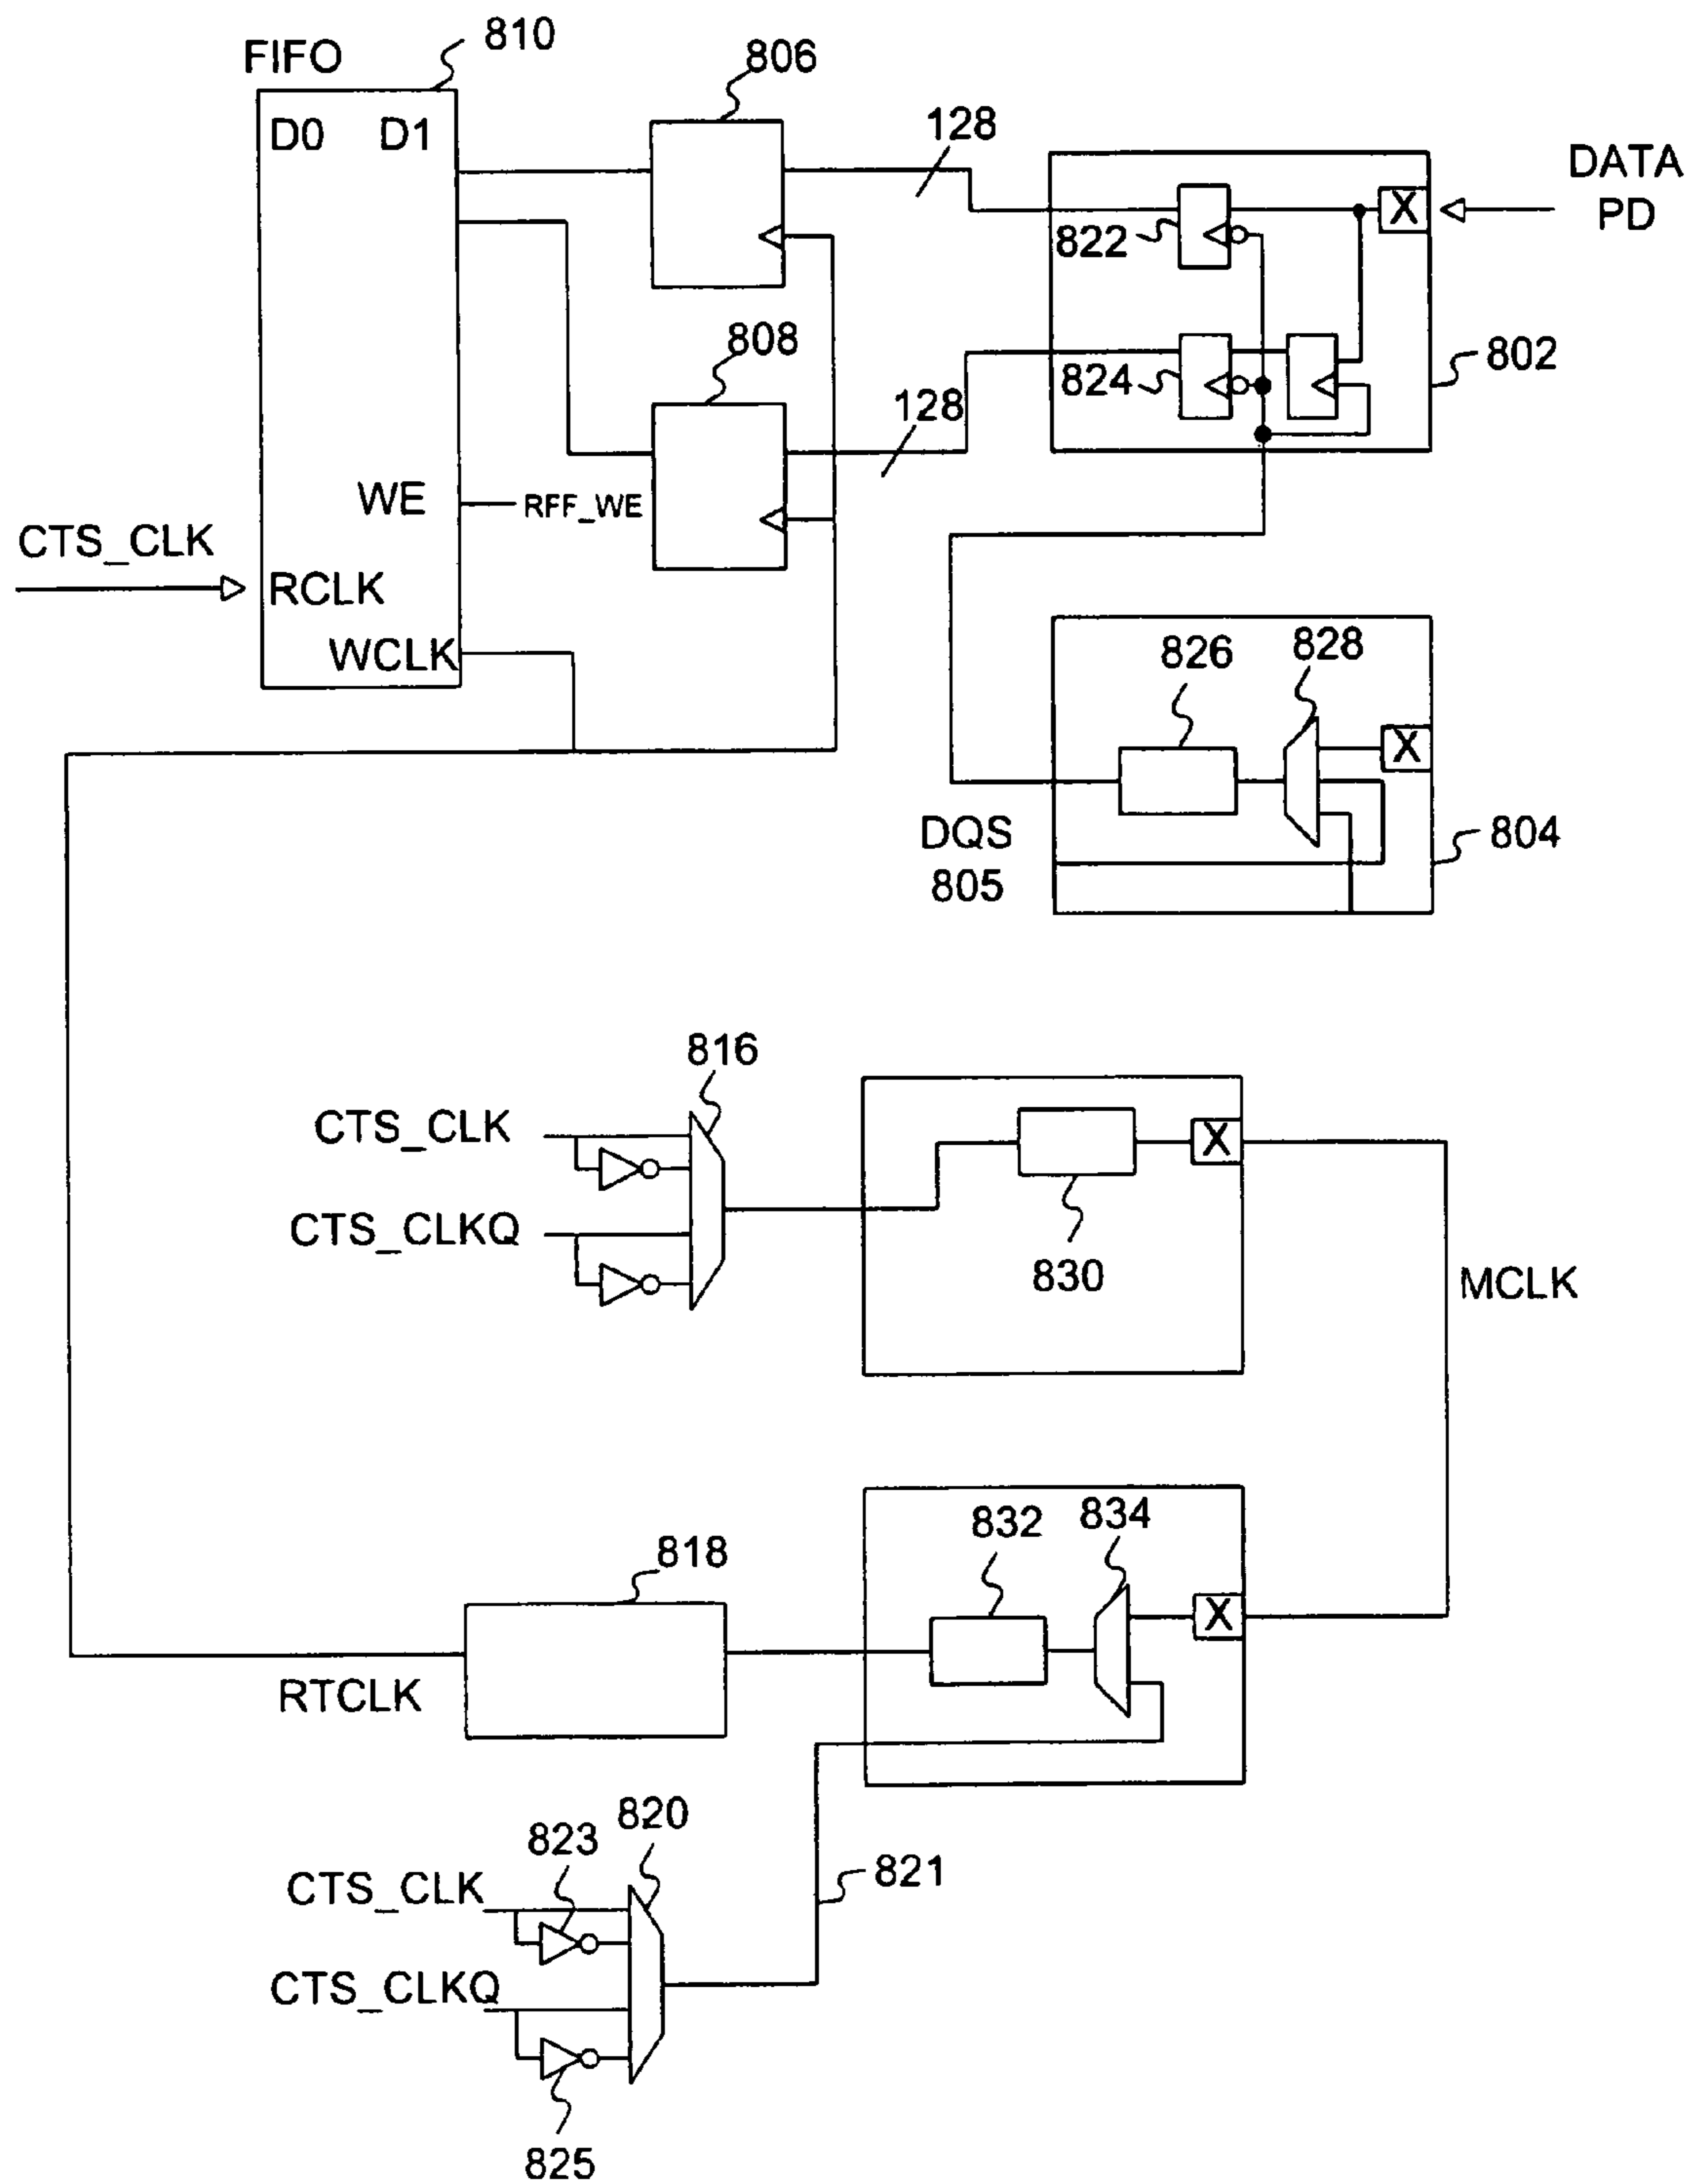 FIFO
810
806
D0 D1
128
DATA
PD
X
822
808
824
802
128
WE
RFF_WE
CTS_CLK
RCLK
WCLK
826
828
X
DQS
805
804
816
CTS_CLK
X
CTS_CLKQ
830
MCLK
818
832
834
X
RTCLK
823
820
821
CTS_CLK
CTS_CLKQ
825